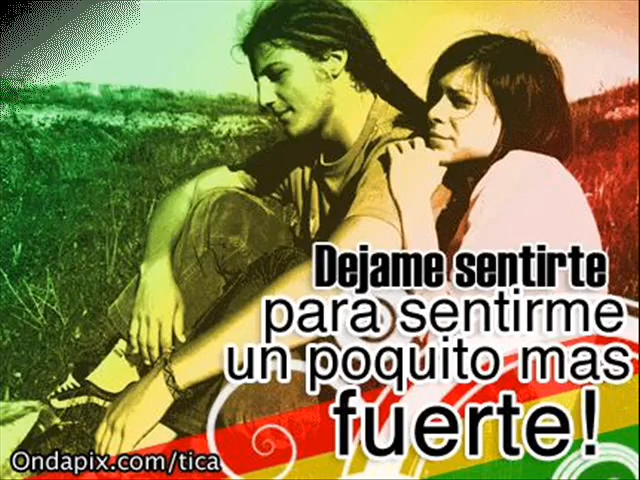 Dejame sentirte
para sentirme
un poquito mas
fuerte!
Ondapix.com/tica